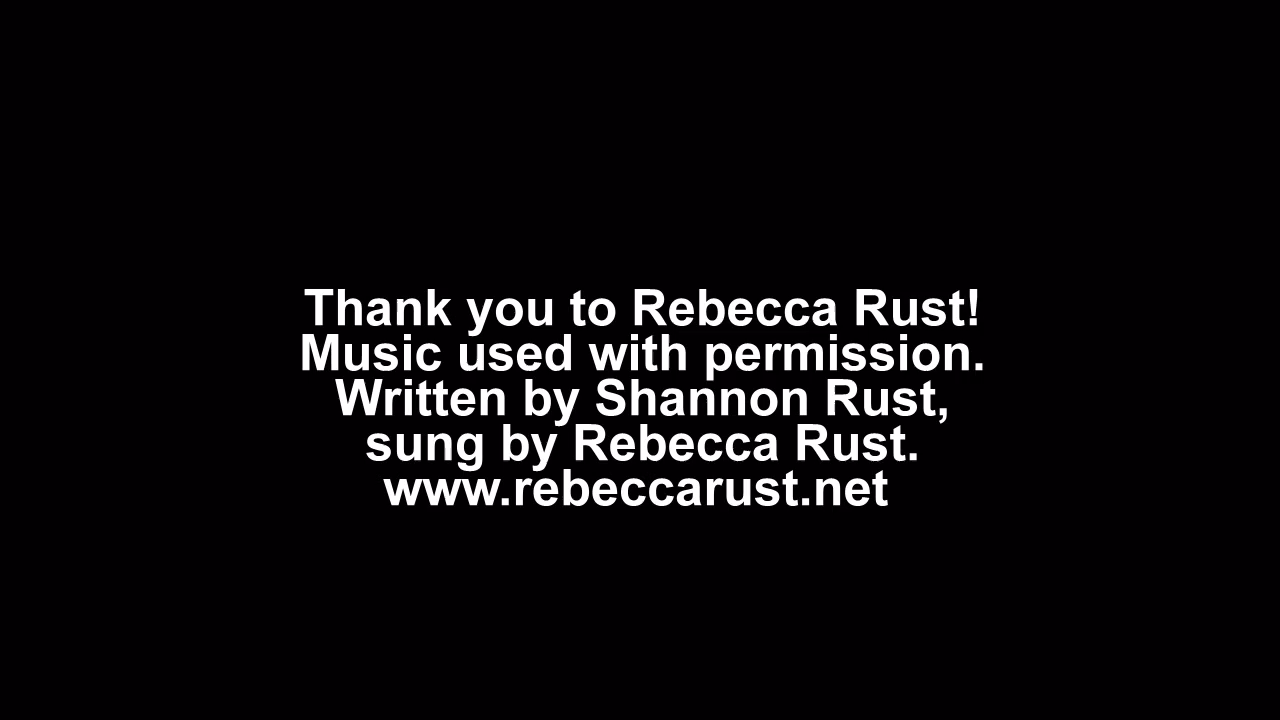 Thank you to Rebecca Rust!
Music used with permission.
Written by Shannon Rust,
sung by Rebecca Rust.
www.rebeccarust.net